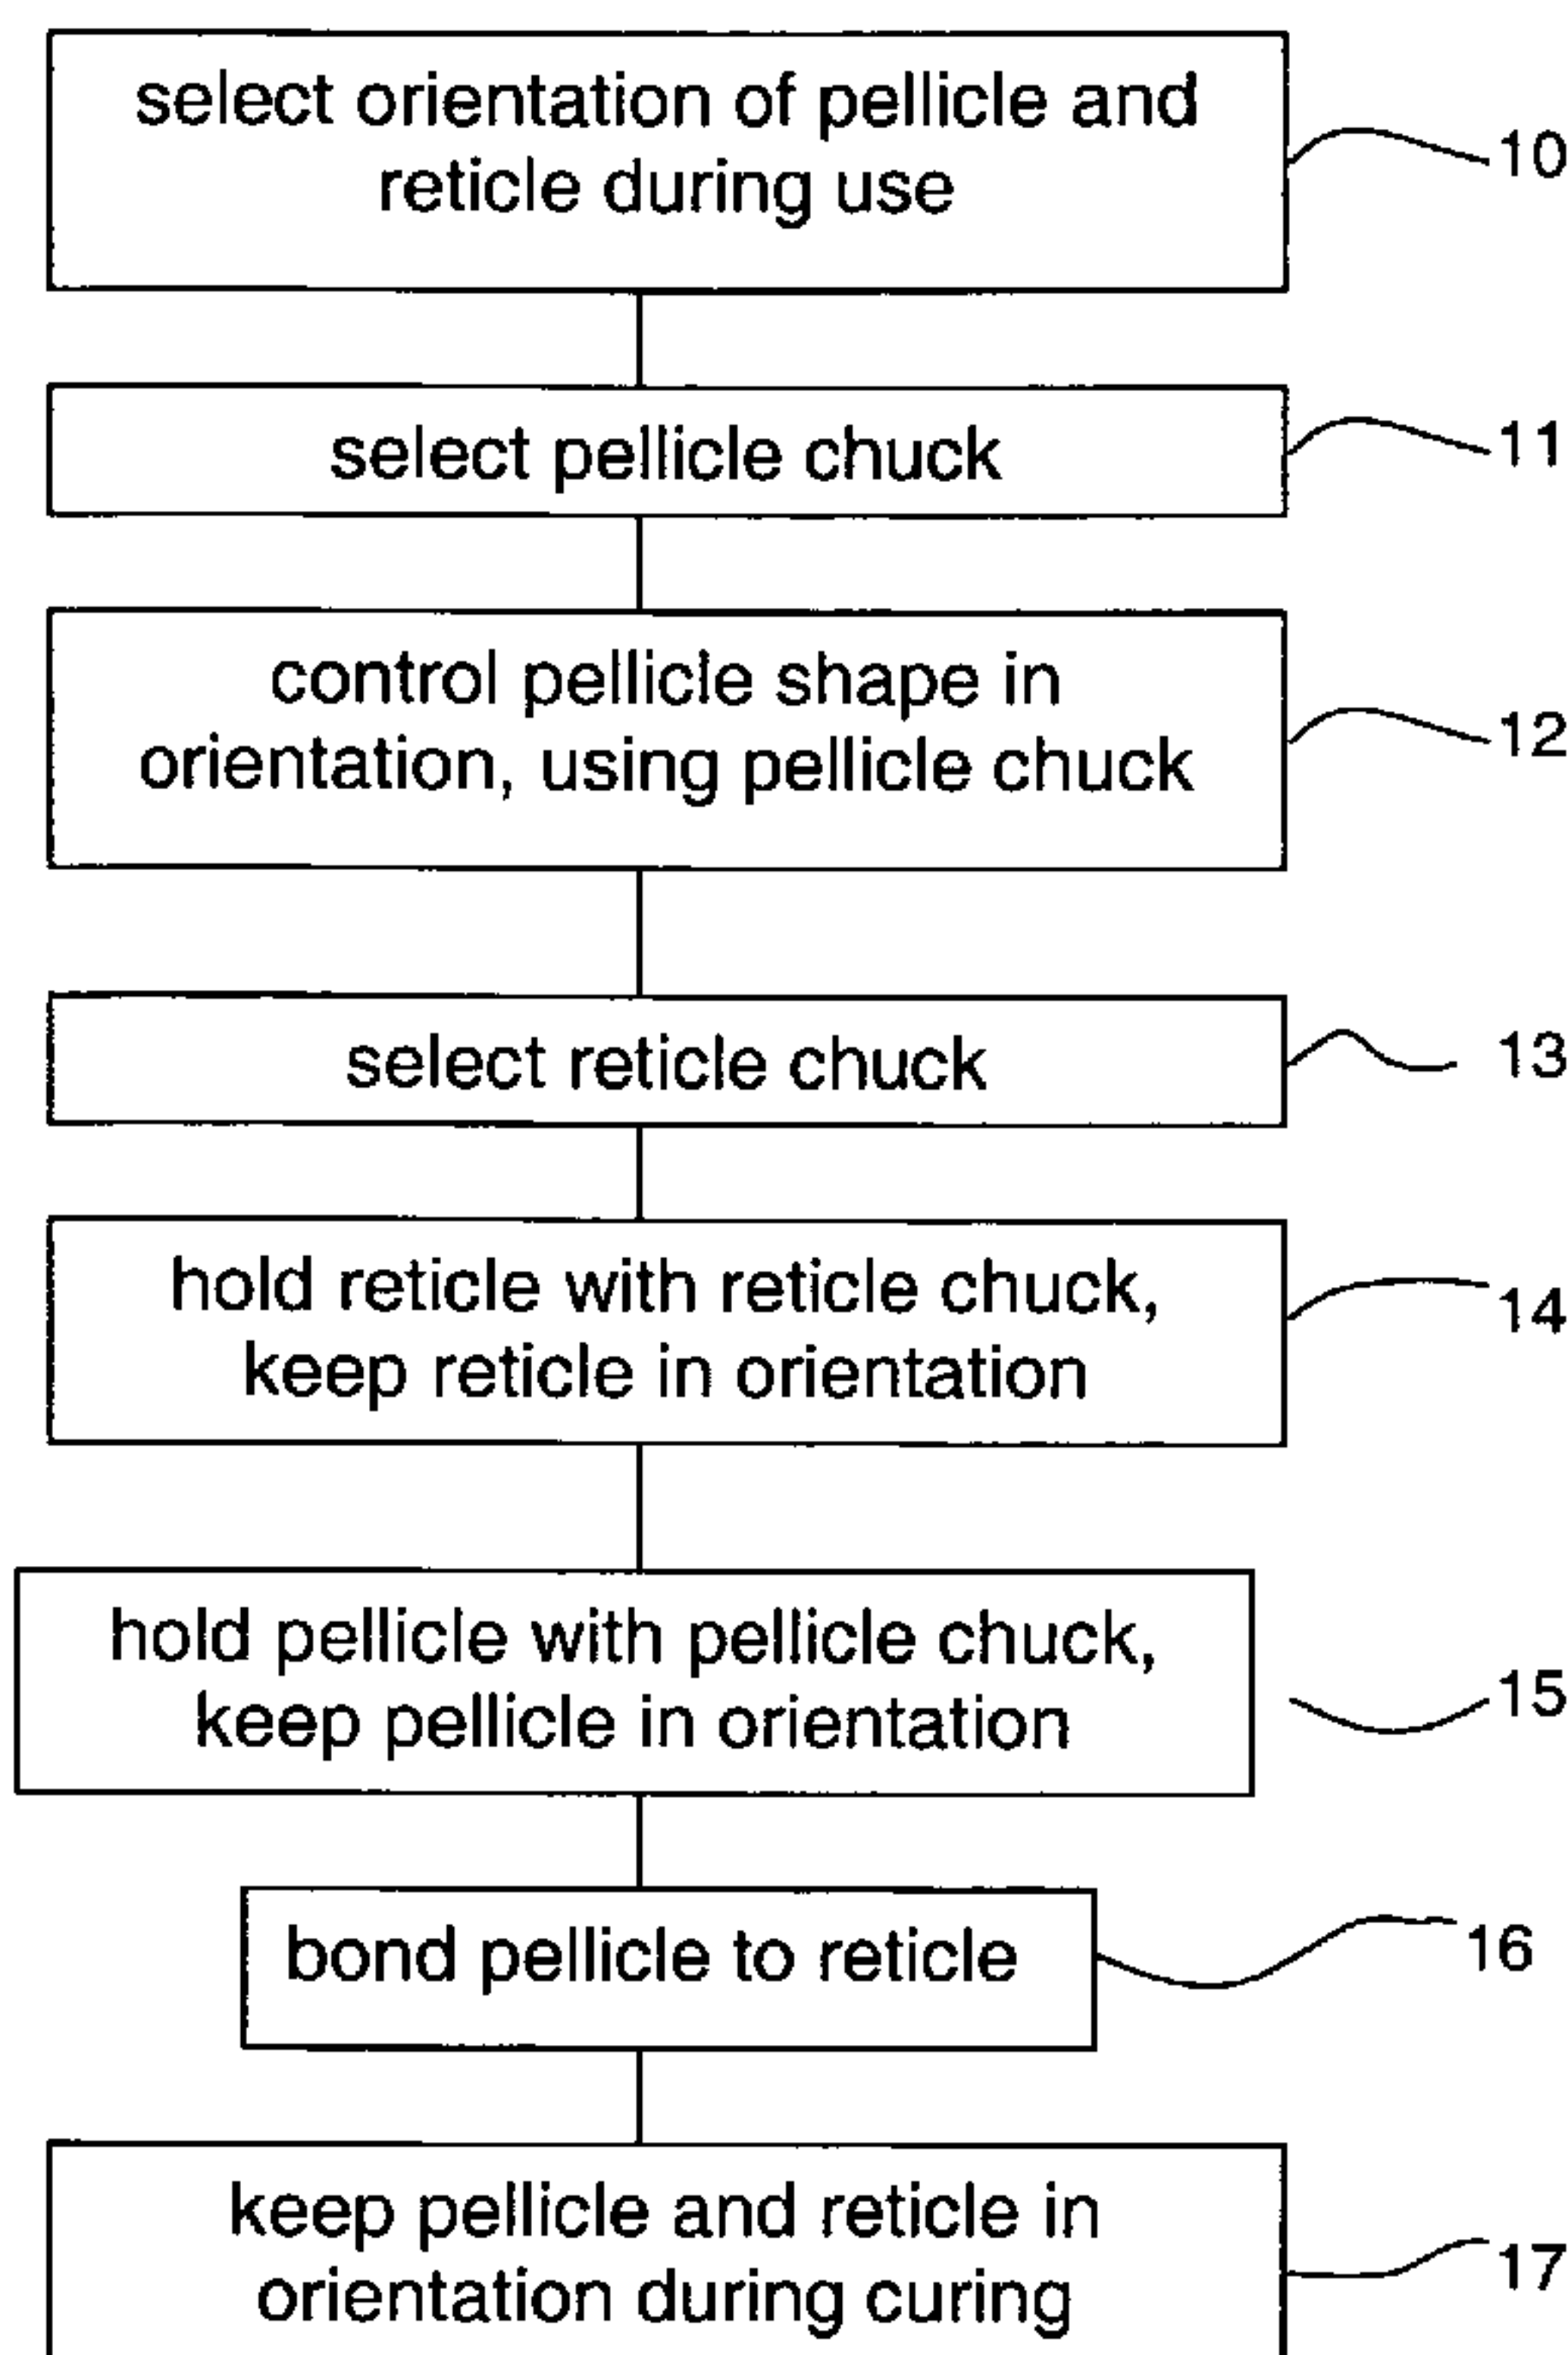 select orientation of pellicle and
reticle during use
10
select pellicle chuck
11
control pellicle shape in
orientation, using pellicle chuck
12
select reticle chuck
13
hold reticle with reticle chuck,
keep reticle in orientation
14
hold pellicle with pellicle chuck,
keep pellicle in orientation
15
bond pellicle to reticle
16
keep pellicle and reticle in
orientation during curing
17